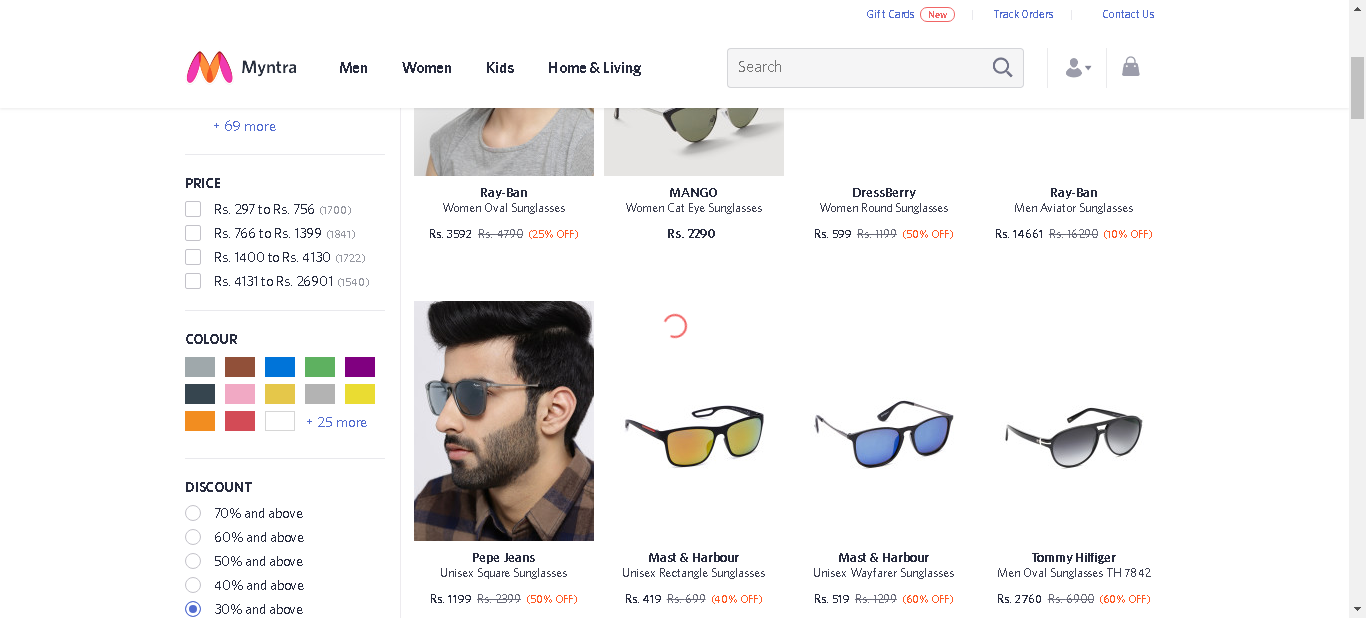 Gift Cards New Track Orders Contact Us
Myntra Men Women Kids Home & Living Search
+ 69 more
PRICE
Rs. 297 to Rs. 756 (1700)
Rs. 766 to Rs. 1399 (1841)
Rs. 1400 to Rs. 4130 (1722)
Rs. 4131 to Rs. 26901 (1540)
COLOUR
+ 25 more
DISCOUNT
70% and above
60% and above
50% and above
40% and above
30% and above
Ray-Ban
Women Oval Sunglasses
Rs. 3592 Rs. 4790 (25% OFF)
MANGO
Women Cat Eye Sunglasses
Rs. 2290
DressBerry
Women Round Sunglasses
Rs. 599 Rs. 1199 (50% OFF)
Ray-Ban
Men Aviator Sunglasses
Rs. 14661 Rs. 16290 (10% OFF)
Pepe Jeans
Unisex Square Sunglasses
Rs. 1199 Rs. 2399 (50% OFF)
Mast & Harbour
Unisex Rectangle Sunglasses
Rs. 419 Rs. 699 (40% OFF)
Mast & Harbour
Unisex Wayfarer Sunglasses
Rs. 519 Rs. 1299 (60% OFF)
Tommy Hilfiger
Men Oval Sunglasses TH 7842
Rs. 2760 Rs. 6900 (60% OFF)